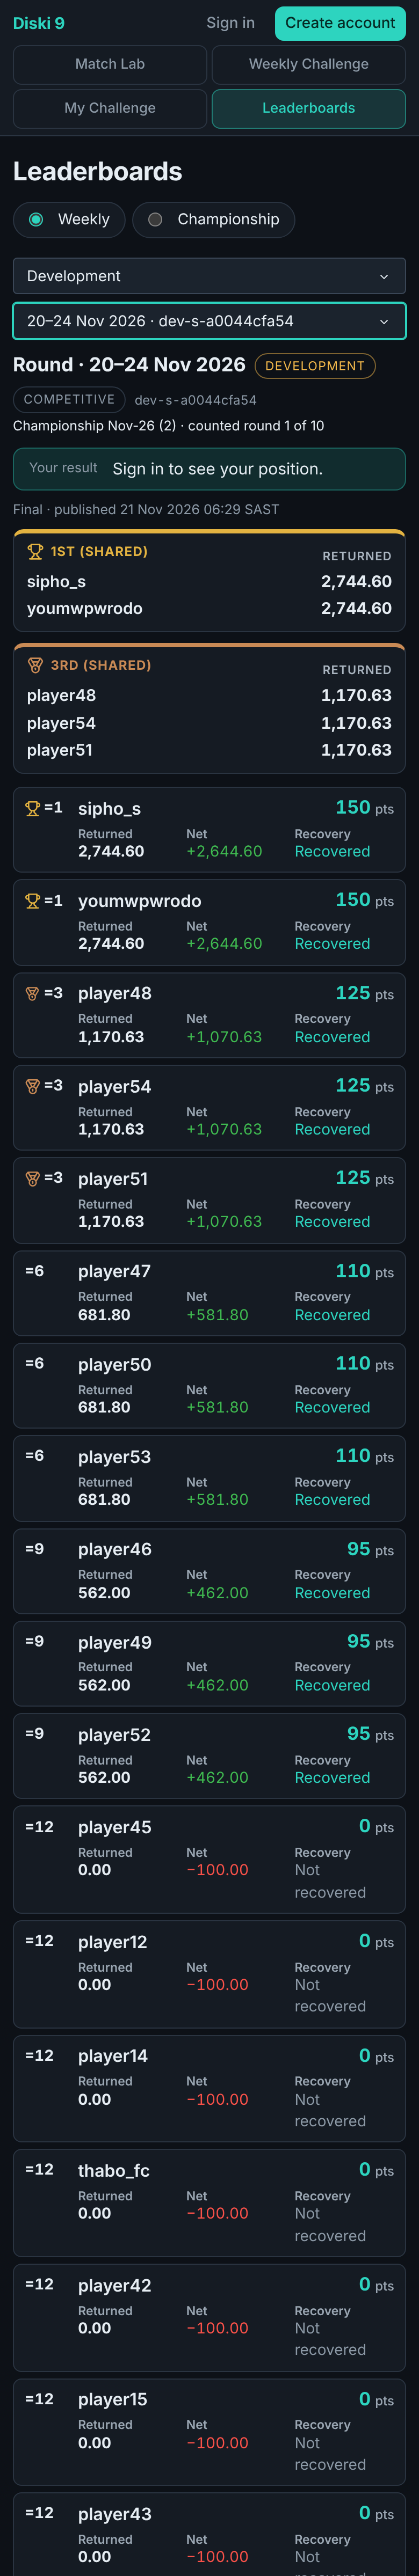 Diski 9
Sign in
Create account
Match Lab
Weekly Challenge
My Challenge
Leaderboards
Leaderboards
Weekly
Championship
Development
20–24 Nov 2026 · dev-s-a0044cfa54
Round · 20–24 Nov 2026 DEVELOPMENT
COMPETITIVE dev-s-a0044cfa54
Championship Nov-26 (2) · counted round 1 of 10
Your result Sign in to see your position.
Final · published 21 Nov 2026 06:29 SAST
1ST (SHARED) RETURNED
sipho_s 2,744.60
youmwpwrodo 2,744.60
3RD (SHARED) RETURNED
player48 1,170.63
player54 1,170.63
player51 1,170.63
=1 sipho_s 150 pts
Returned Net Recovery
2,744.60 +2,644.60 Recovered
=1 youmwpwrodo 150 pts
Returned Net Recovery
2,744.60 +2,644.60 Recovered
=3 player48 125 pts
Returned Net Recovery
1,170.63 +1,070.63 Recovered
=3 player54 125 pts
Returned Net Recovery
1,170.63 +1,070.63 Recovered
=3 player51 125 pts
Returned Net Recovery
1,170.63 +1,070.63 Recovered
=6 player47 110 pts
Returned Net Recovery
681.80 +581.80 Recovered
=6 player50 110 pts
Returned Net Recovery
681.80 +581.80 Recovered
=6 player53 110 pts
Returned Net Recovery
681.80 +581.80 Recovered
=9 player46 95 pts
Returned Net Recovery
562.00 +462.00 Recovered
=9 player49 95 pts
Returned Net Recovery
562.00 +462.00 Recovered
=9 player52 95 pts
Returned Net Recovery
562.00 +462.00 Recovered
=12 player45 0 pts
Returned Net Recovery
0.00 −100.00 Not
recovered
=12 player12 0 pts
Returned Net Recovery
0.00 −100.00 Not
recovered
=12 player14 0 pts
Returned Net Recovery
0.00 −100.00 Not
recovered
=12 thabo_fc 0 pts
Returned Net Recovery
0.00 −100.00 Not
recovered
=12 player42 0 pts
Returned Net Recovery
0.00 −100.00 Not
recovered
=12 player15 0 pts
Returned Net Recovery
0.00 −100.00 Not
recovered
=12 player43 0 pts
Returned Net Recovery
0.00 −100.00 Not